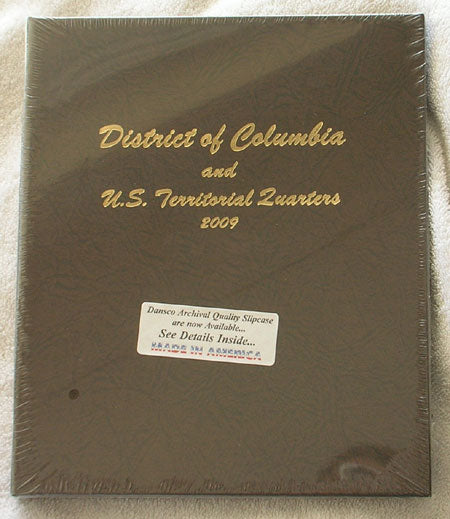 District of Columbia
and
U.S. Territorial Quarters
2009
Dansco Archival Quality Slipcase
are now Available...
See Details Inside...
MADE IN AMERICA